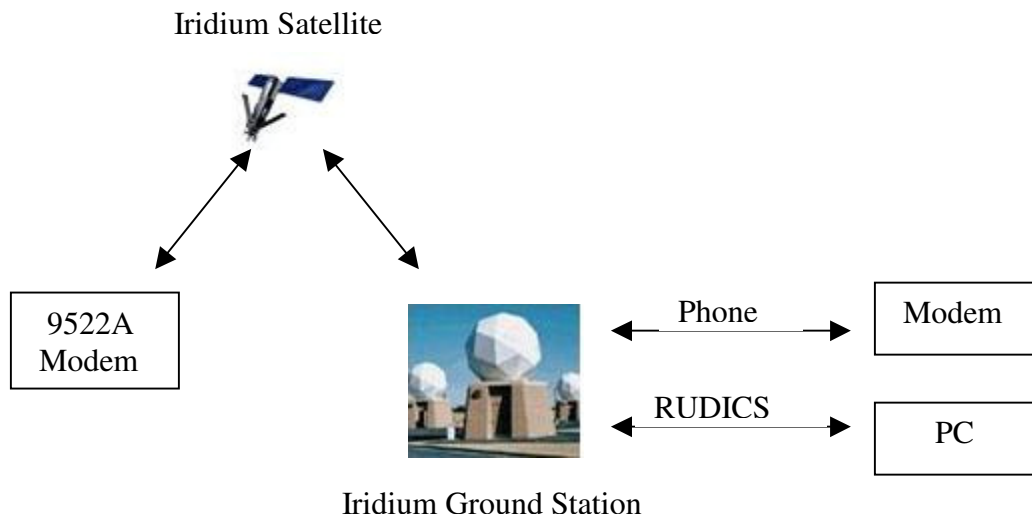 Iridium Satellite
9522A
Modem
Phone
Modem
RUDICS
PC
Iridium Ground Station